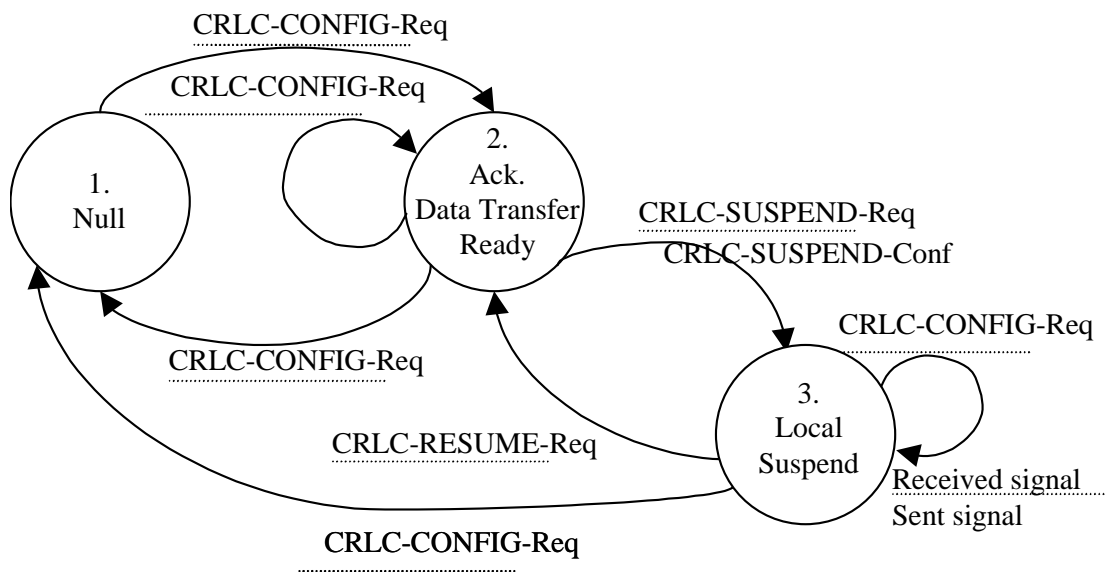 CRLC-CONFIG-Req
CRLC-CONFIG-Req
1.
Null
2.
Ack.
Data Transfer
Ready
CRLC-SUSPEND-Req
CRLC-SUSPEND-Conf
CRLC-CONFIG-Req
CRLC-CONFIG-Req
3.
Local
Suspend
CRLC-RESUME-Req
Received signal
Sent signal
CRLC-CONFIG-Req